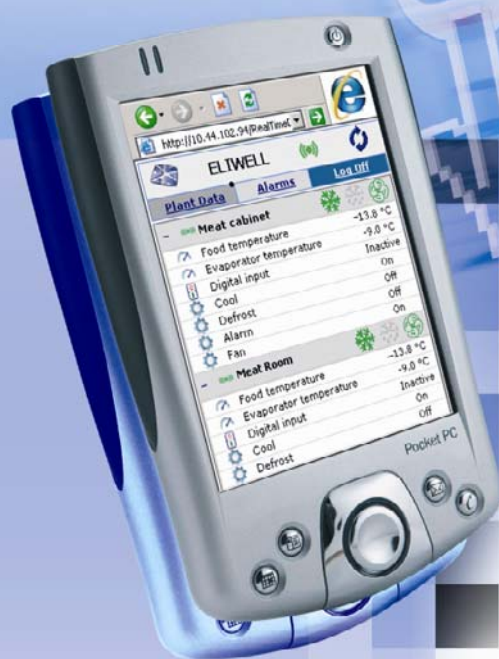 http://10.44.102.94/RealTimeD
ELIWELL
Plant Data Alarms Log Off
- Meat cabinet
Food temperature -13.8 °C
Evaporator temperature -9.0 °C
Digital input Inactive
Cool On
Defrost Off
Alarm Off
Fan On
- Meat Room
Food temperature -13.8 °C
Evaporator temperature -9.0 °C
Digital input Inactive
Cool On
Defrost Off
Pocket PC